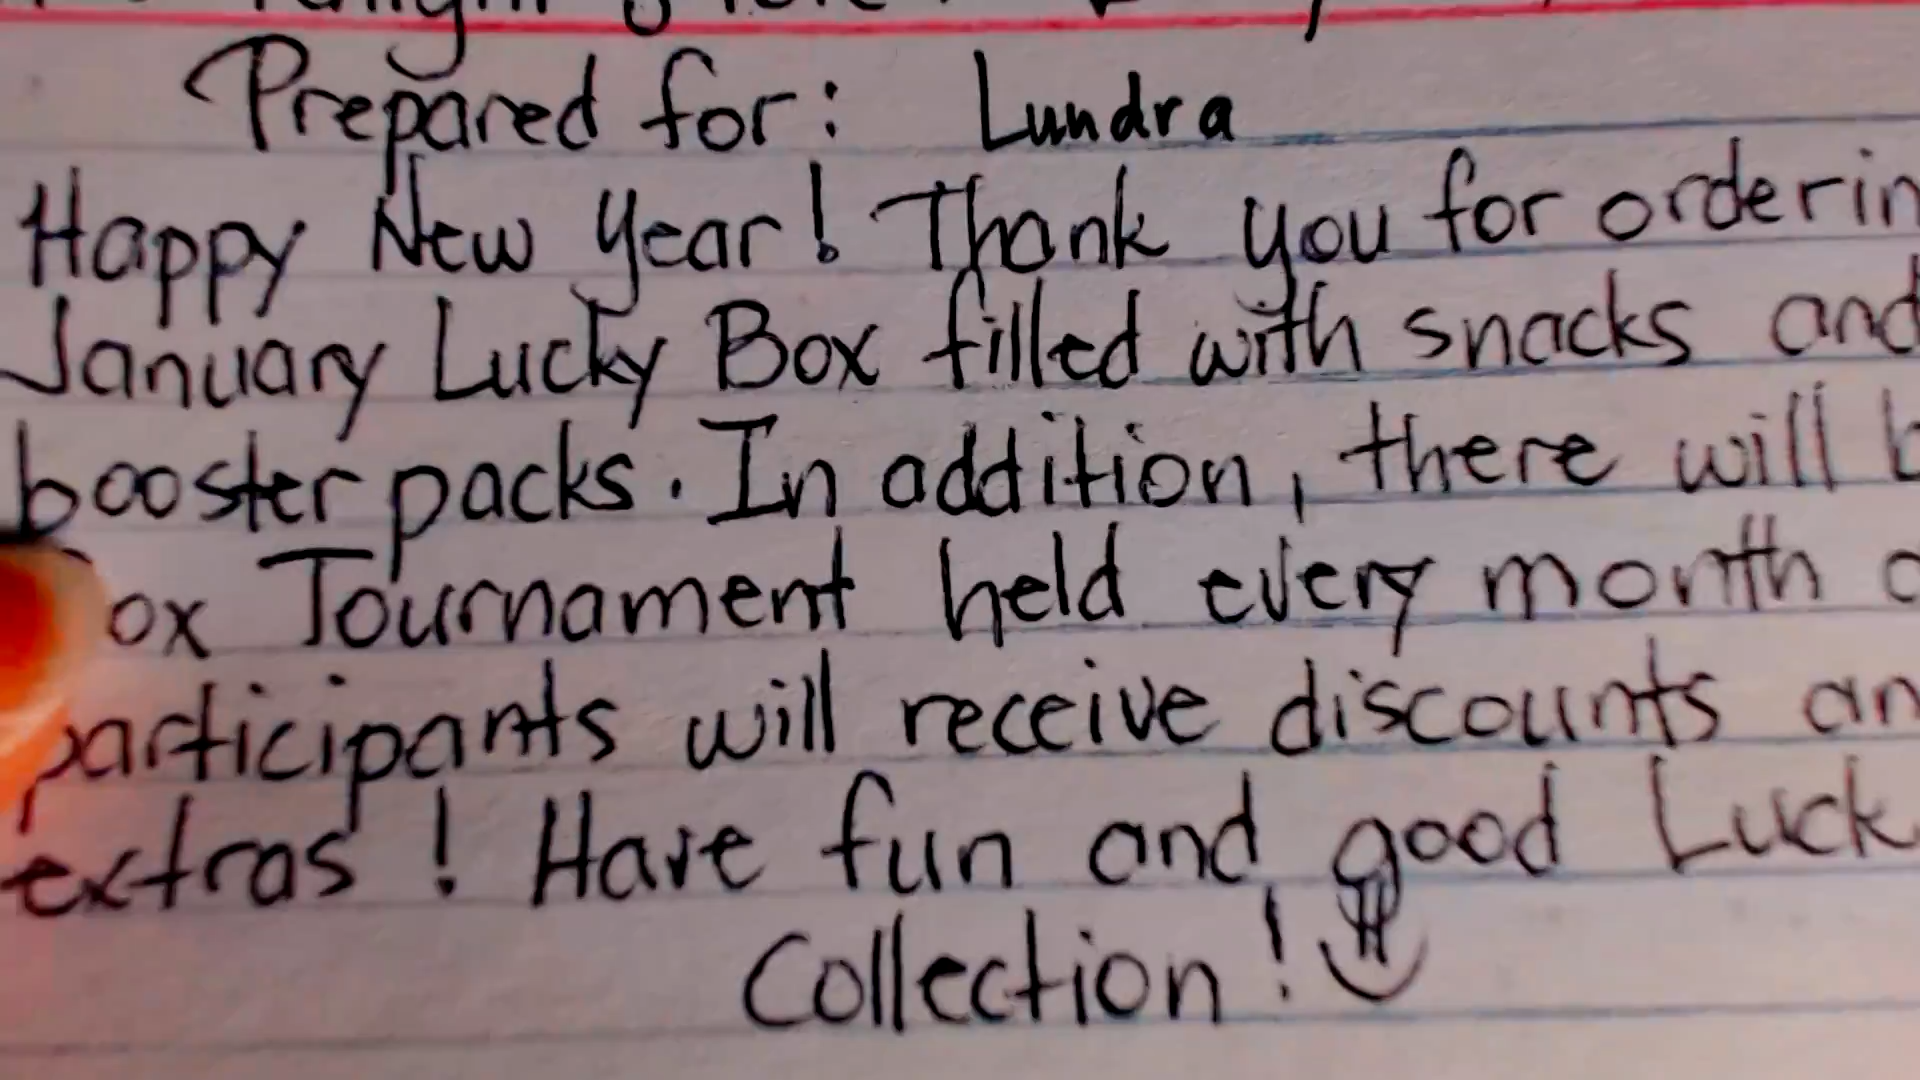 Prepared for: Lundra
Happy New Year! Thank you for orderin
January Lucky Box filled with snacks and
booster packs. In addition, there will b
ox Tournament held every month
participants will receive discounts an
extras! Have fun and good Luck
Collection!